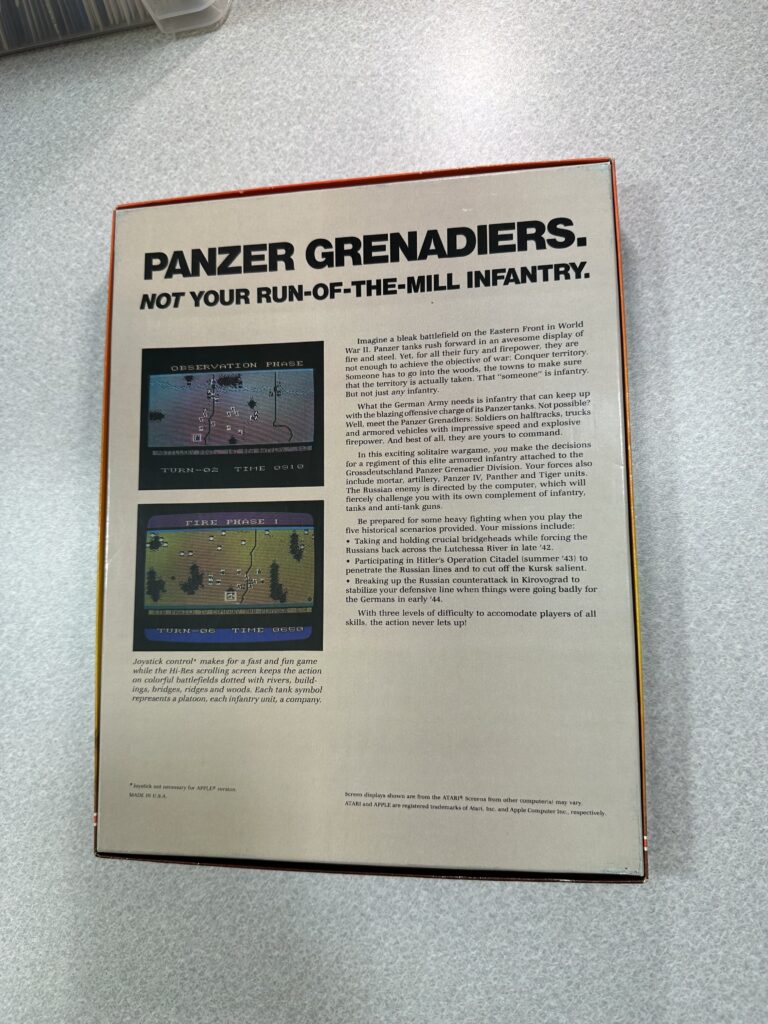 PANZER GRENADIERS.
NOT YOUR RUN-OF-THE-MILL INFANTRY.
OBSERVATION PHASE
TURN-02 TIME 0910
FIRE PHASE 1
TURN-06 TIME 0650
Joystick control* makes for a fast and fun game
while the Hi-Res scrolling screen keeps the action
on colorful battlefields dotted with rivers, build-
ings, bridges, ridges and woods. Each tank symbol
represents a platoon, each infantry unit, a company.
Imagine a bleak battlefield on the Eastern Front in World
War II. Panzer tanks rush forward in an awesome display of
fire and steel. Yet, for all their fury and firepower, they are
not enough to achieve the objective of war: Conquer territory.
Someone has to go into the woods, the towns to make sure
that the territory is actually taken. That "someone" is infantry.
But not just any infantry.
What the German Army needs is infantry that can keep up
with the blazing offensive charge of its Panzer tanks. Not possible?
Well, meet the Panzer Grenadiers: Soldiers on halftracks, trucks
and armored vehicles with impressive speed and explosive
firepower. And best of all, they are yours to command.
In this exciting solitaire wargame, you make the decisions
for a regiment of this elite armored infantry attached to the
Grossdeutschland Panzer Grenadier Division. Your forces also
include mortar, artillery, Panzer IV, Panther and Tiger units.
The Russian enemy is directed by the computer, which will
fiercely challenge you with its own complement of infantry,
tanks and anti-tank guns.
Be prepared for some heavy fighting when you play the
five historical scenarios provided. Your missions include:
• Taking and holding crucial bridgeheads while forcing the
Russians back across the Lutchessa River in late '42.
• Participating in Hitler's Operation Citadel (summer '43) to
penetrate the Russian lines and to cut off the Kursk salient.
• Breaking up the Russian counterattack in Kirovograd to
stabilize your defensive line when things were going badly for
the Germans in early '44.
With three levels of difficulty to accomodate players of all
skills, the action never lets up!
*Joystick not necessary for APPLE® version.
MADE IN U.S.A.
Screen displays shown are from the ATARI® Screens from other computer(s) may vary.
ATARI and APPLE are registered trademarks of Atari, Inc. and Apple Computer Inc., respectively.